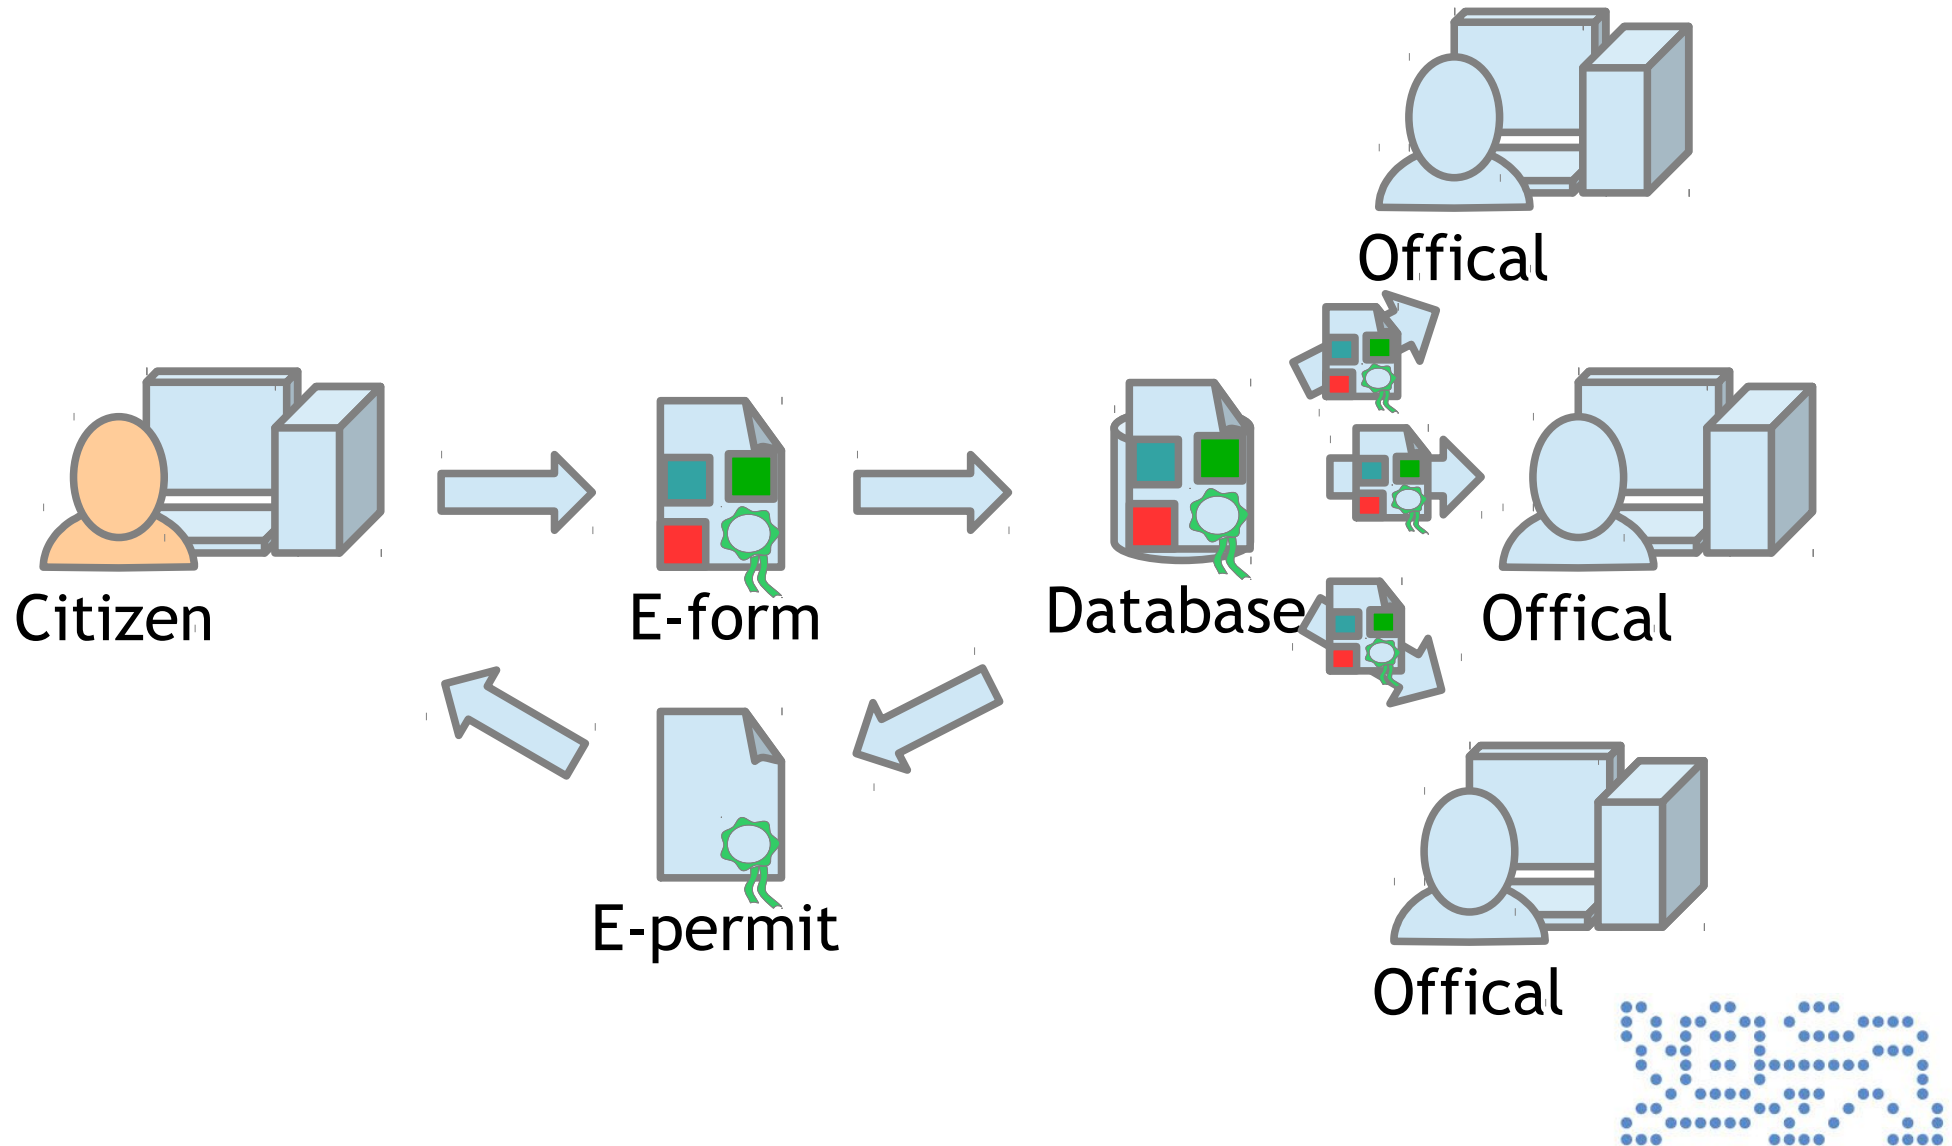 Offical
Citizen
E-form
Database
Offical
E-permit
Offical